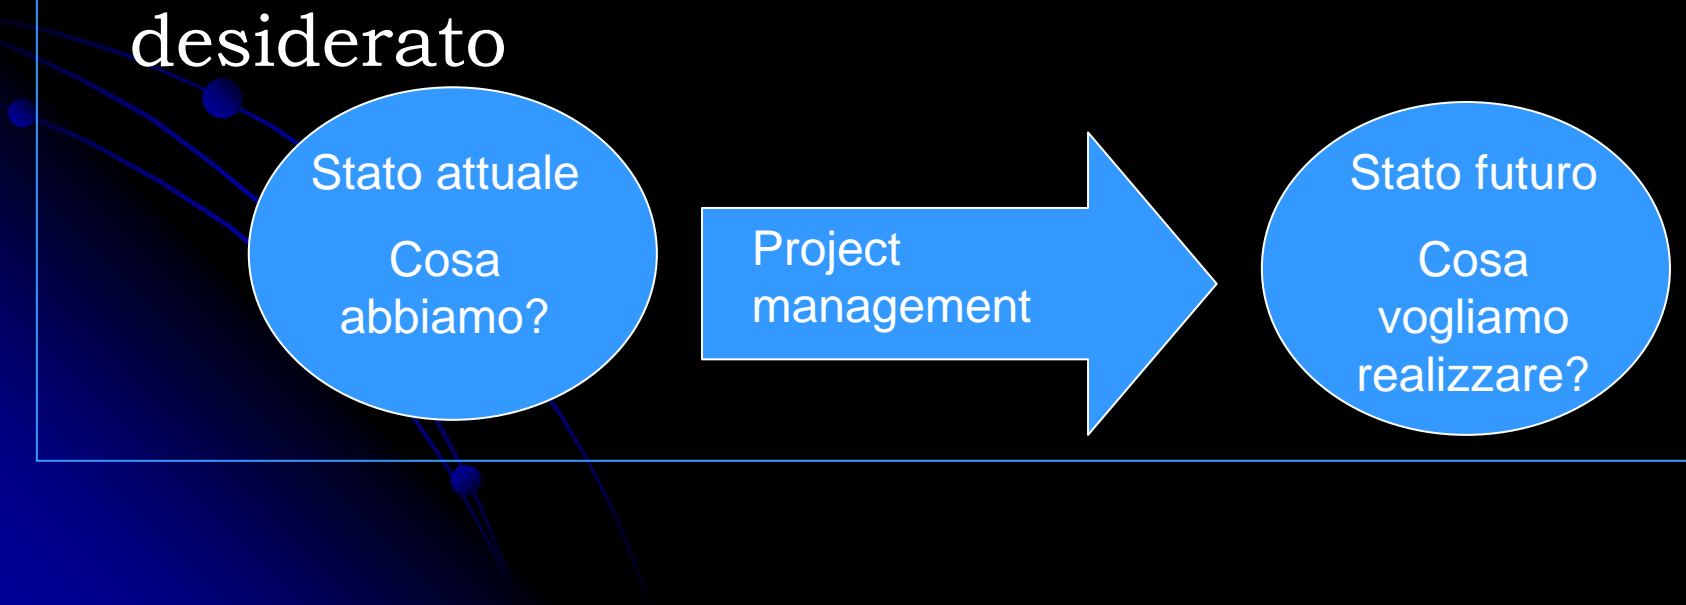 desiderato
Stato attuale
Cosa
abbiamo?
Project
management
Stato futuro
Cosa
vogliamo
realizzare?